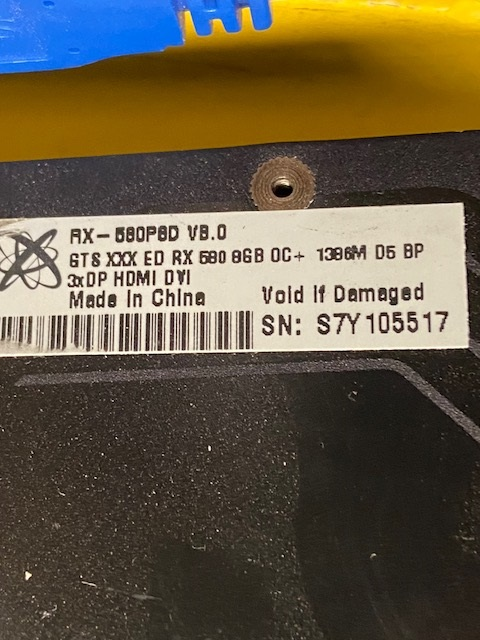 RX-580P8D V8.0
GTS XXX ED RX 580 8GB OC+ 1386M D5 BP
3xDP HDMI DVI
Made in China Void If Damaged
SN: S7Y105517